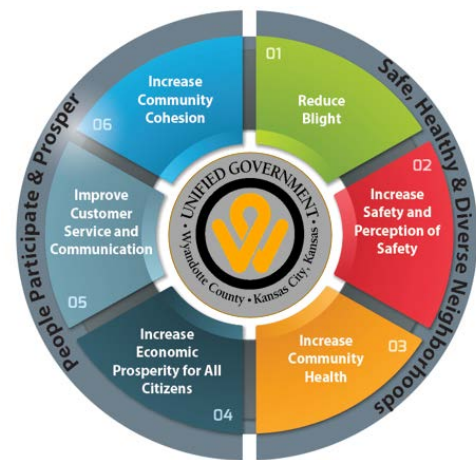 Safe, Healthy & Diverse Neighborhoods
01
Reduce
Blight
02
Increase
Safety and
Perception of
Safety
03
Increase
Community
Health
04
Increase
Economic
Prosperity for All
Citizens
05
Improve
Customer
Service and
Communication
06
Increase
Community
Cohesion
People Participate & Prosper
• UNIFIED GOVERNMENT •
Wyandotte County • Kansas City, Kansas